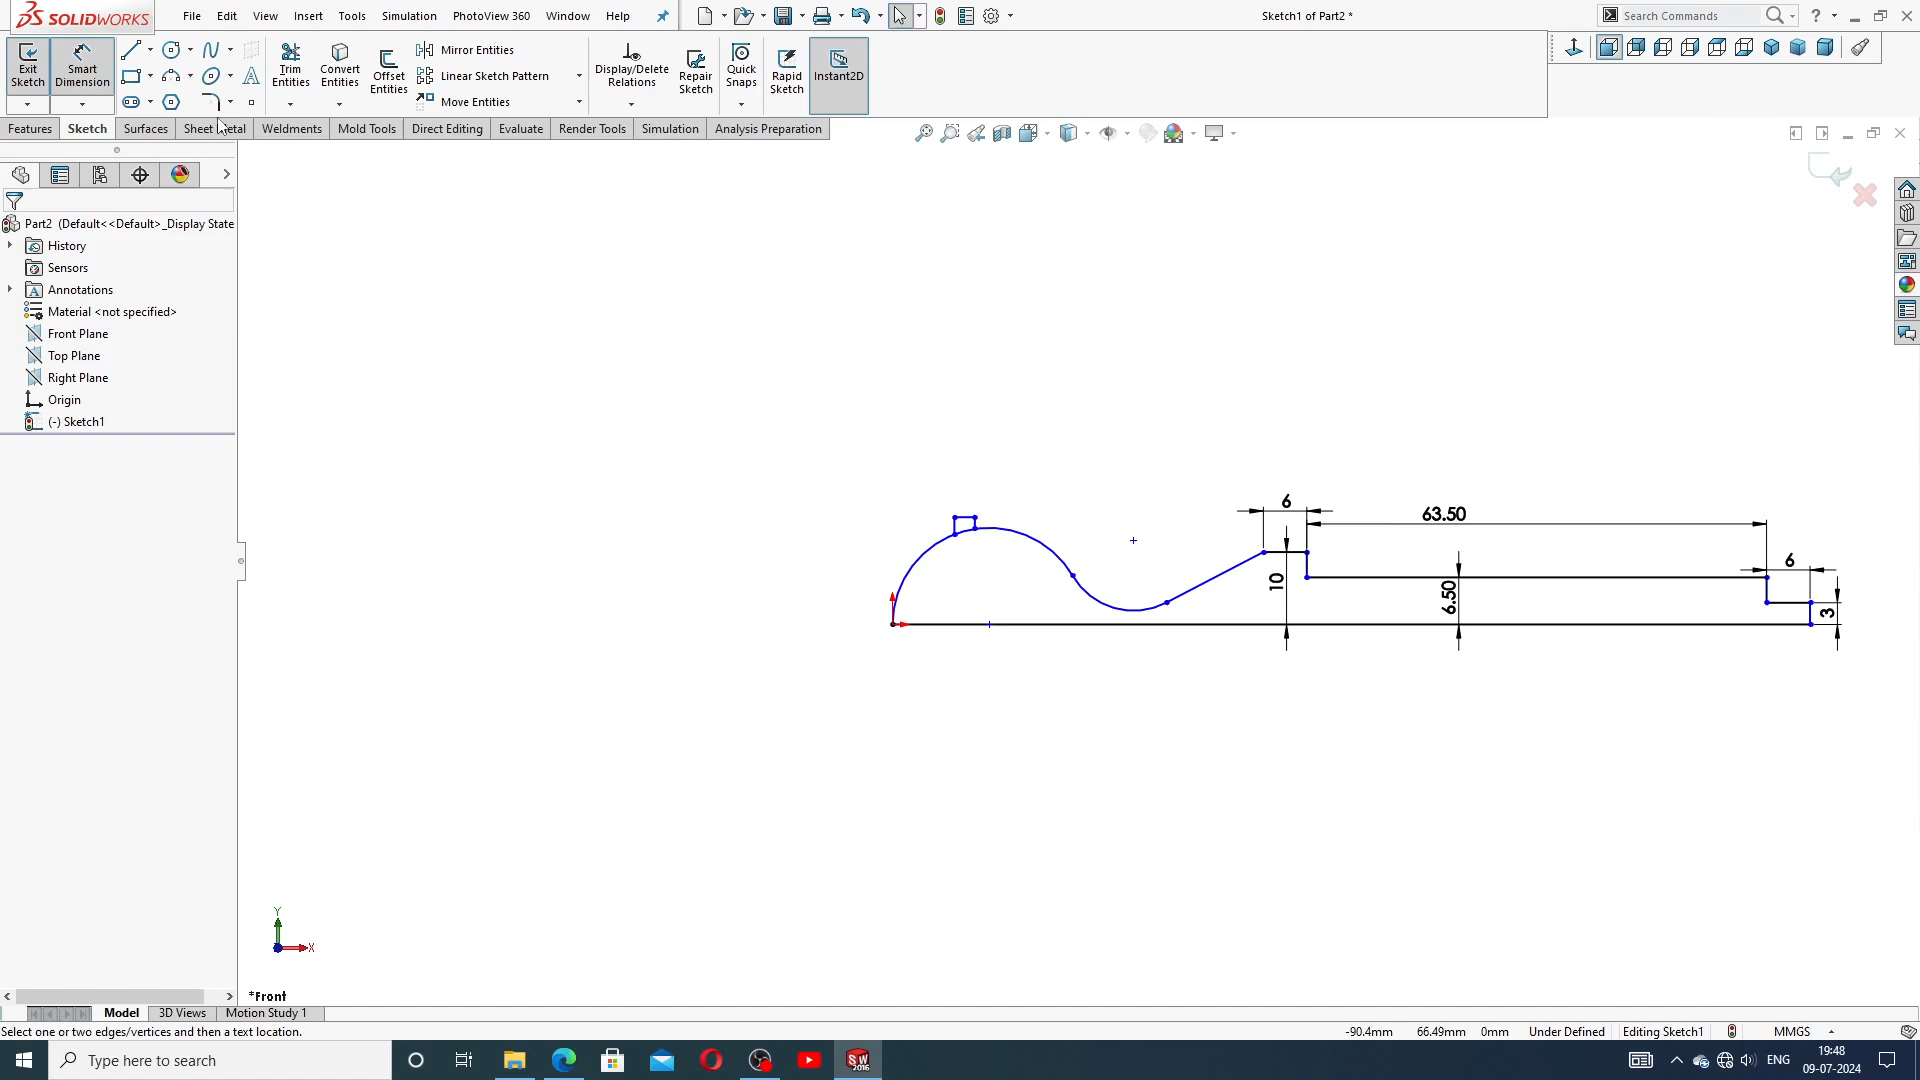 SOLIDWORKS
File Edit View Insert Tools Simulation PhotoView 360 Window Help
Sketch1 of Part2 *
Search Commands
Exit Sketch
Smart Dimension
Trim Entities
Convert Entities
Offset Entities
Mirror Entities
Linear Sketch Pattern
Move Entities
Display/Delete Relations
Repair Sketch
Quick Snaps
Rapid Sketch
Instant2D
Features Sketch Surfaces Sheet Metal Weldments Mold Tools Direct Editing Evaluate Render Tools Simulation Analysis Preparation
Part2 (Default<<Default>_Display State
History
Sensors
Annotations
Material <not specified>
Front Plane
Top Plane
Right Plane
Origin
(-) Sketch1
6
63.50
6
10
6.50
3
Y
X
*Front
Model 3D Views Motion Study 1
Select one or two edges/vertices and then a text location.
-90.4mm 66.49mm 0mm Under Defined Editing Sketch1 MMGS
Type here to search
SW
2016
ENG
19:48
09-07-2024